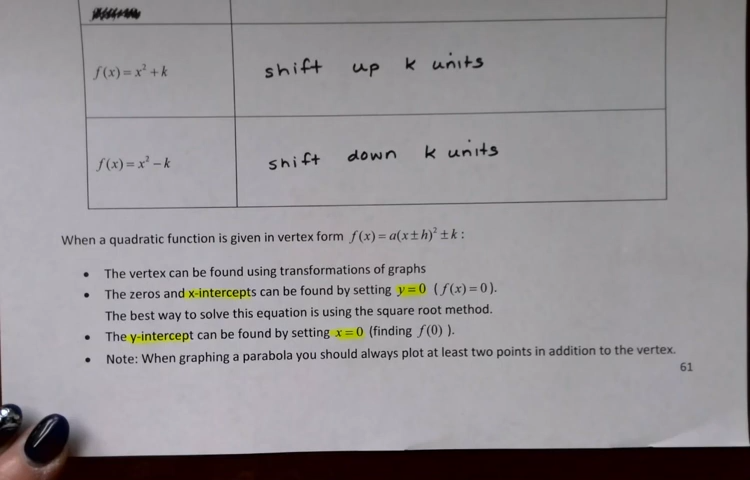 f(x) = x² + k shift up k units
f(x) = x² − k shift down k units
When a quadratic function is given in vertex form f(x) = a(x ± h)² ± k :
• The vertex can be found using transformations of graphs
• The zeros and x-intercepts can be found by setting y = 0 ( f(x) = 0 ).
The best way to solve this equation is using the square root method.
• The y-intercept can be found by setting x = 0 (finding f(0) ).
• Note: When graphing a parabola you should always plot at least two points in addition to the vertex.
61